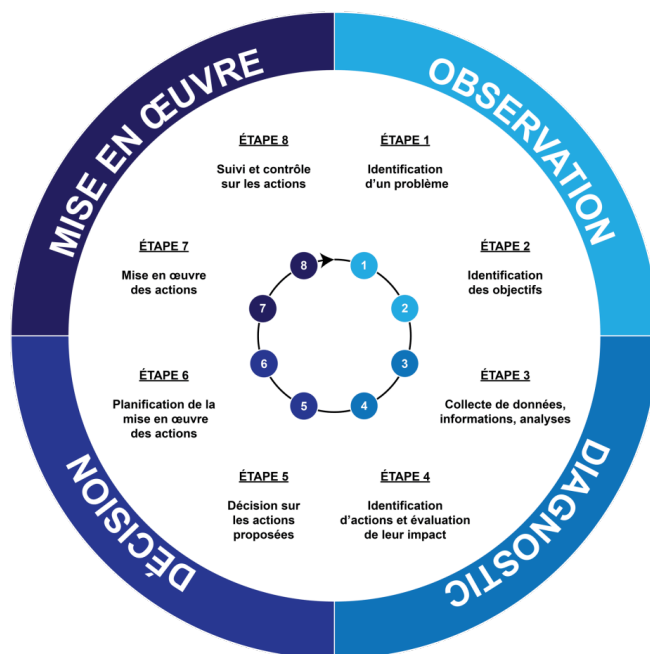 OBSERVATION
ÉTAPE 1
Identification
d'un problème
ÉTAPE 2
Identification
des objectifs
DIAGNOSTIC
ÉTAPE 3
Collecte de données,
informations, analyses
ÉTAPE 4
Identification
d'actions et évaluation
de leur impact
DÉCISION
ÉTAPE 5
Décision sur
les actions
proposées
ÉTAPE 6
Planification de la
mise en œuvre
des actions
MISE EN ŒUVRE
ÉTAPE 7
Mise en œuvre
des actions
ÉTAPE 8
Suivi et contrôle
sur les actions
1
2
3
4
5
6
7
8